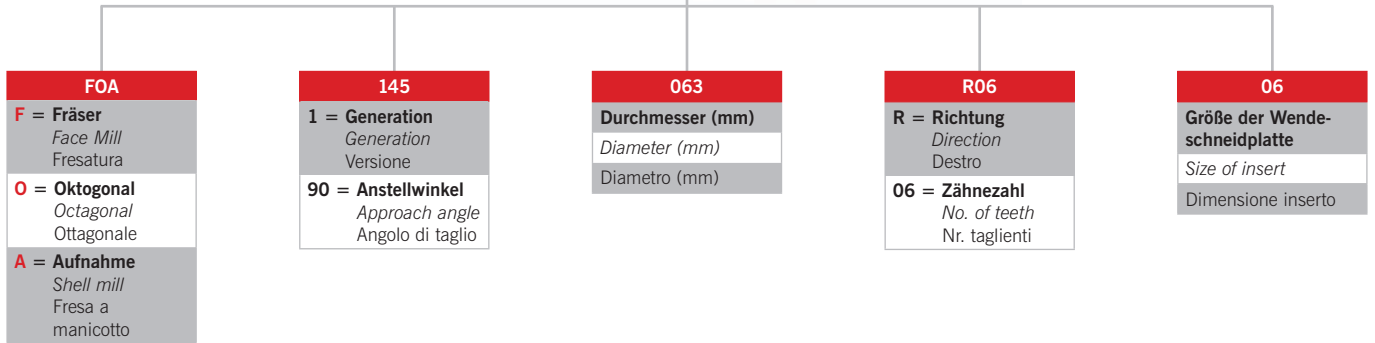 FOA
F = Fräser
Face Mill
Fresatura
O = Oktogonal
Octagonal
Ottagonale
A = Aufnahme
Shell mill
Fresa a
manicotto
145
1 = Generation
Generation
Versione
90 = Anstellwinkel
Approach angle
Angolo di taglio
063
Durchmesser (mm)
Diameter (mm)
Diametro (mm)
R06
R = Richtung
Direction
Destro
06 = Zähnezahl
No. of teeth
Nr. taglienti
06
Größe der Wende-
schneidplatte
Size of insert
Dimensione inserto